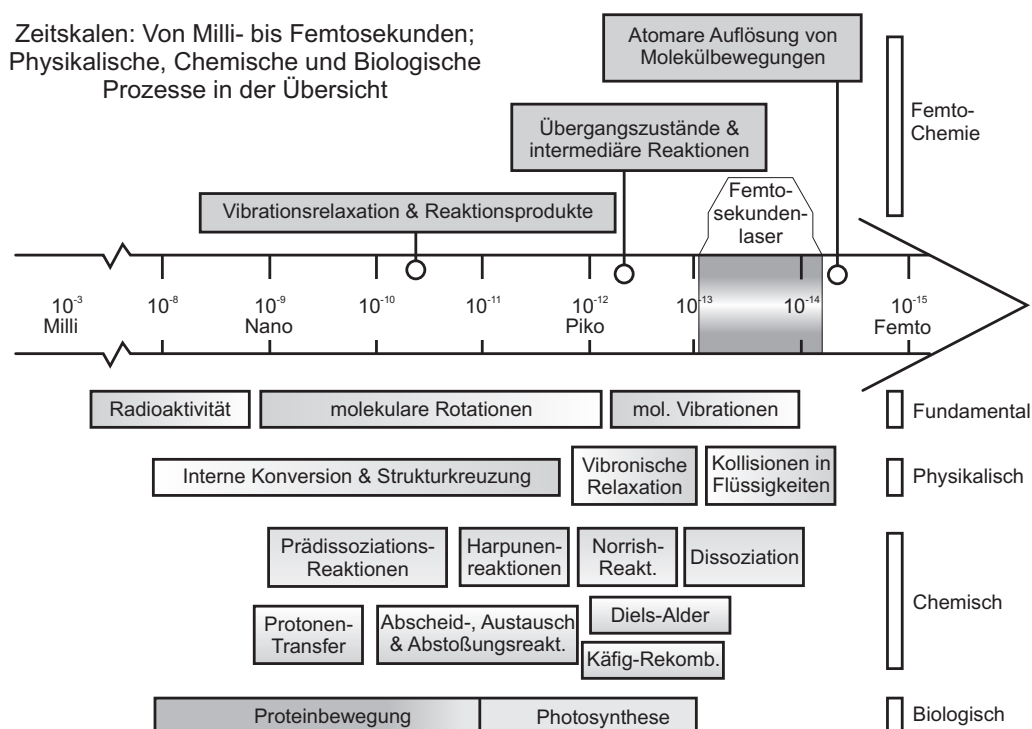 Zeitskalen: Von Milli- bis Femtosekunden;
Physikalische, Chemische und Biologische
Prozesse in der Übersicht
Atomare Auflösung von
Molekülbewegungen
Femto-
Chemie
Übergangszustände &
intermediäre Reaktionen
Femto-
sekunden-
laser
Vibrationsrelaxation & Reaktionsprodukte
10⁻³ 10⁻⁸ 10⁻⁹ 10⁻¹⁰ 10⁻¹¹ 10⁻¹² 10⁻¹³ 10⁻¹⁴ 10⁻¹⁵
Milli Nano Piko Femto
Radioaktivität molekulare Rotationen mol. Vibrationen Fundamental
Interne Konversion & Strukturkreuzung
Vibronische
Relaxation
Kollisionen in
Flüssigkeiten
Physikalisch
Prädissoziations-
Reaktionen
Harpunen-
reaktionen
Norrish-
Reakt.
Dissoziation
Chemisch
Protonen-
Transfer
Abscheid-, Austausch
& Abstoßungsreakt.
Diels-Alder
Käfig-Rekomb.
Proteinbewegung Photosynthese Biologisch